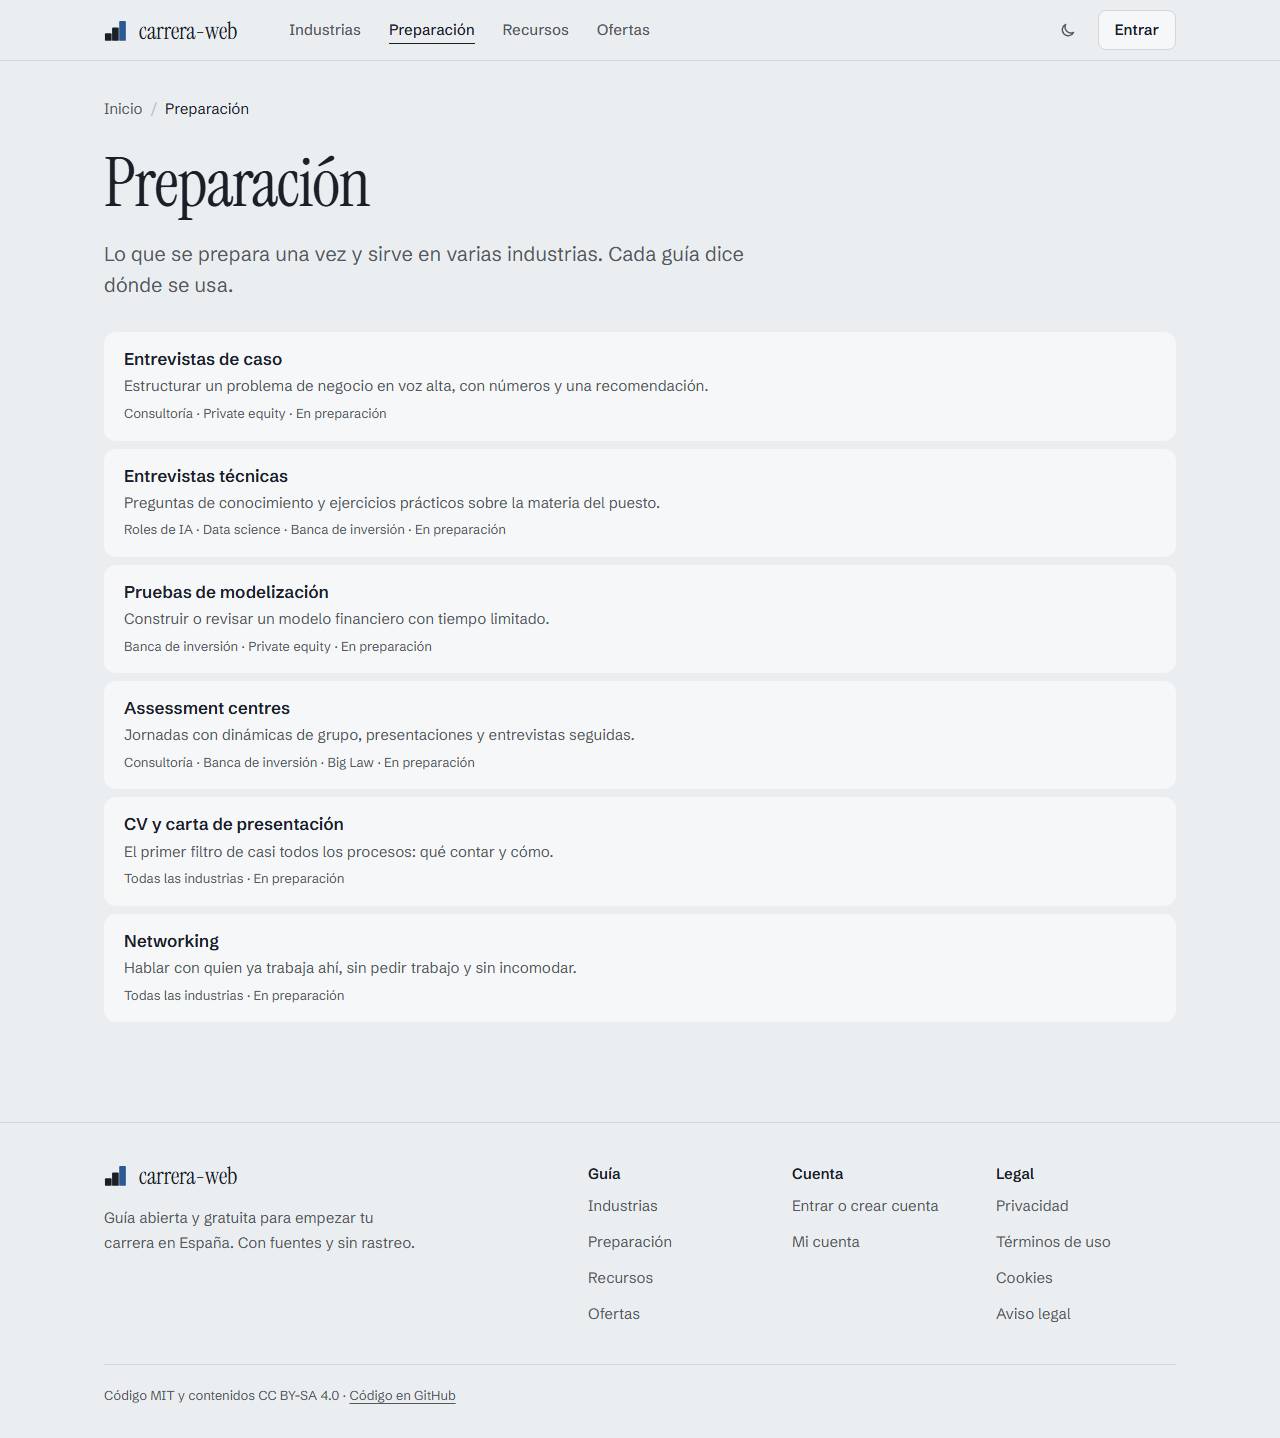 carrera-web
Industrias
Preparación
Recursos
Ofertas
Entrar
Inicio / Preparación
Preparación
Lo que se prepara una vez y sirve en varias industrias. Cada guía dice
dónde se usa.
Entrevistas de caso
Estructurar un problema de negocio en voz alta, con números y una recomendación.
Consultoría · Private equity · En preparación
Entrevistas técnicas
Preguntas de conocimiento y ejercicios prácticos sobre la materia del puesto.
Roles de IA · Data science · Banca de inversión · En preparación
Pruebas de modelización
Construir o revisar un modelo financiero con tiempo limitado.
Banca de inversión · Private equity · En preparación
Assessment centres
Jornadas con dinámicas de grupo, presentaciones y entrevistas seguidas.
Consultoría · Banca de inversión · Big Law · En preparación
CV y carta de presentación
El primer filtro de casi todos los procesos: qué contar y cómo.
Todas las industrias · En preparación
Networking
Hablar con quien ya trabaja ahí, sin pedir trabajo y sin incomodar.
Todas las industrias · En preparación
carrera-web
Guía abierta y gratuita para empezar tu
carrera en España. Con fuentes y sin rastreo.
Guía
Industrias
Preparación
Recursos
Ofertas
Cuenta
Entrar o crear cuenta
Mi cuenta
Legal
Privacidad
Términos de uso
Cookies
Aviso legal
Código MIT y contenidos CC BY-SA 4.0 · Código en GitHub